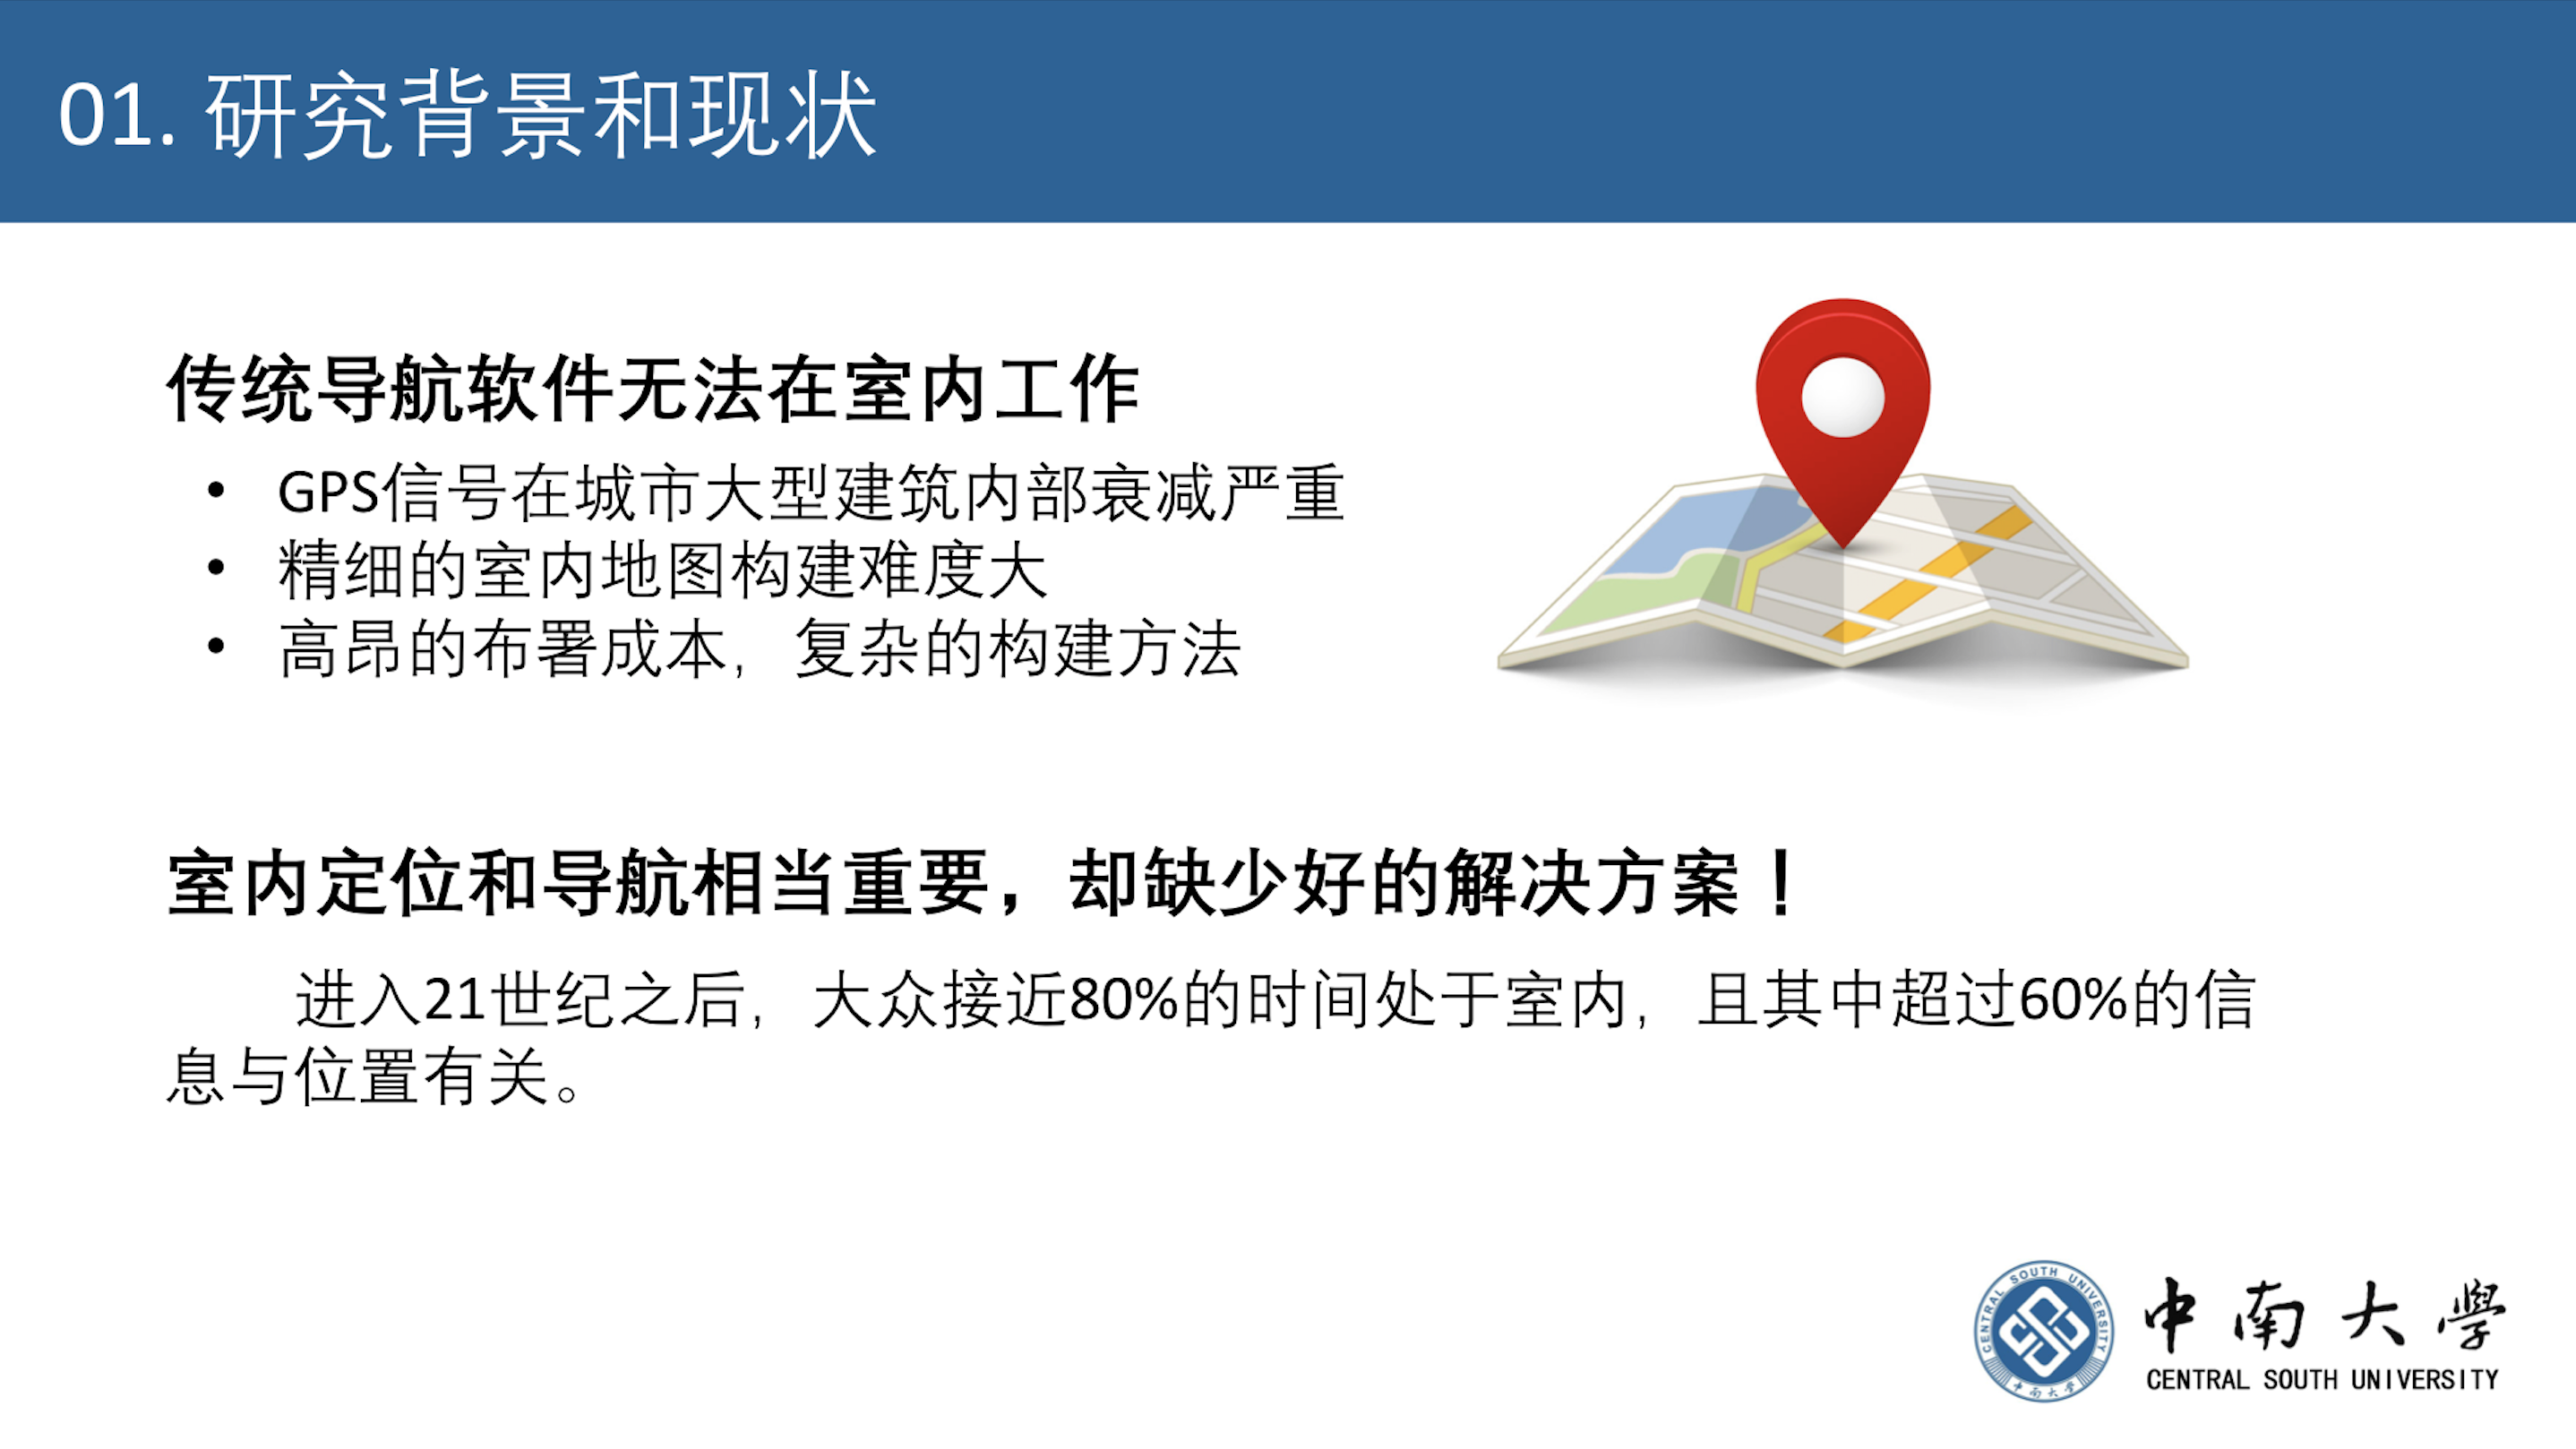 01. 研究背景和现状
传统导航软件无法在室内工作
• GPS信号在城市大型建筑内部衰减严重
• 精细的室内地图构建难度大
• 高昂的布署成本，复杂的构建方法
室内定位和导航相当重要，却缺少好的解决方案！
进入21世纪之后，大众接近80%的时间处于室内，且其中超过60%的信
息与位置有关。
CENTRAL SOUTH UNIVERSITY
中南大学
中南大學
CENTRAL SOUTH UNIVERSITY